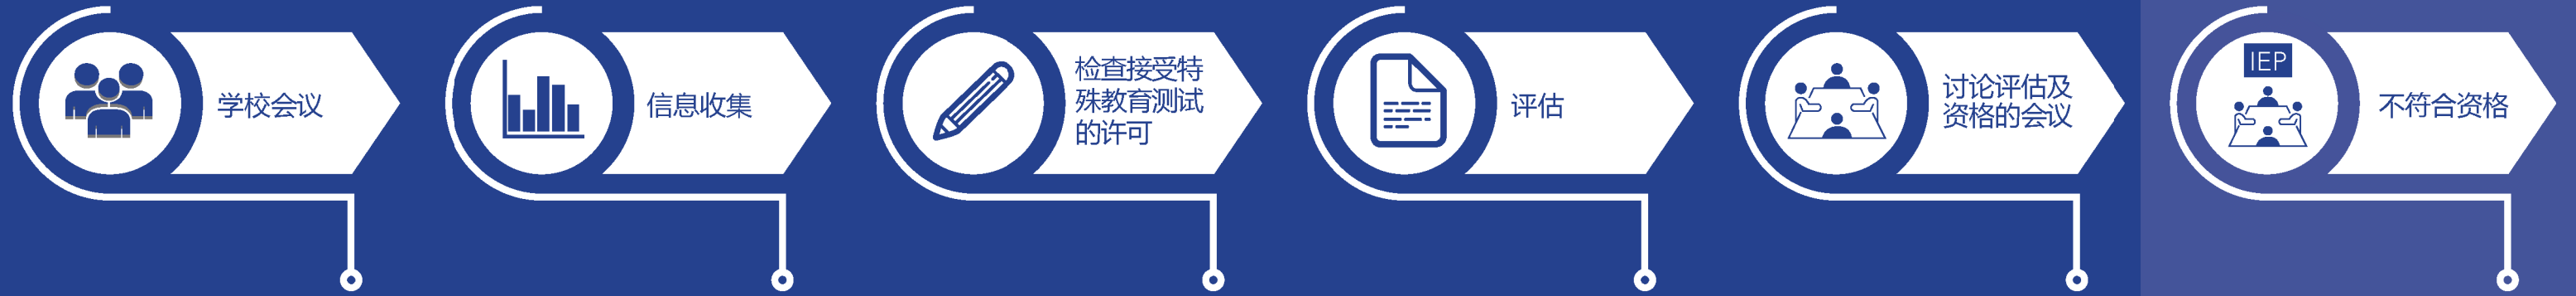 学校会议
信息收集
检查接受特
殊教育测试
的许可
评估
讨论评估及
资格的会议
IEP
不符合资格